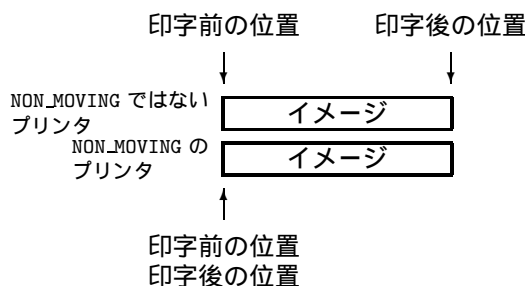 印字前の位置 印字後の位置
NON_MOVING ではない
プリンタ
イメージ
NON_MOVING の
プリンタ
イメージ
印字前の位置
印字後の位置